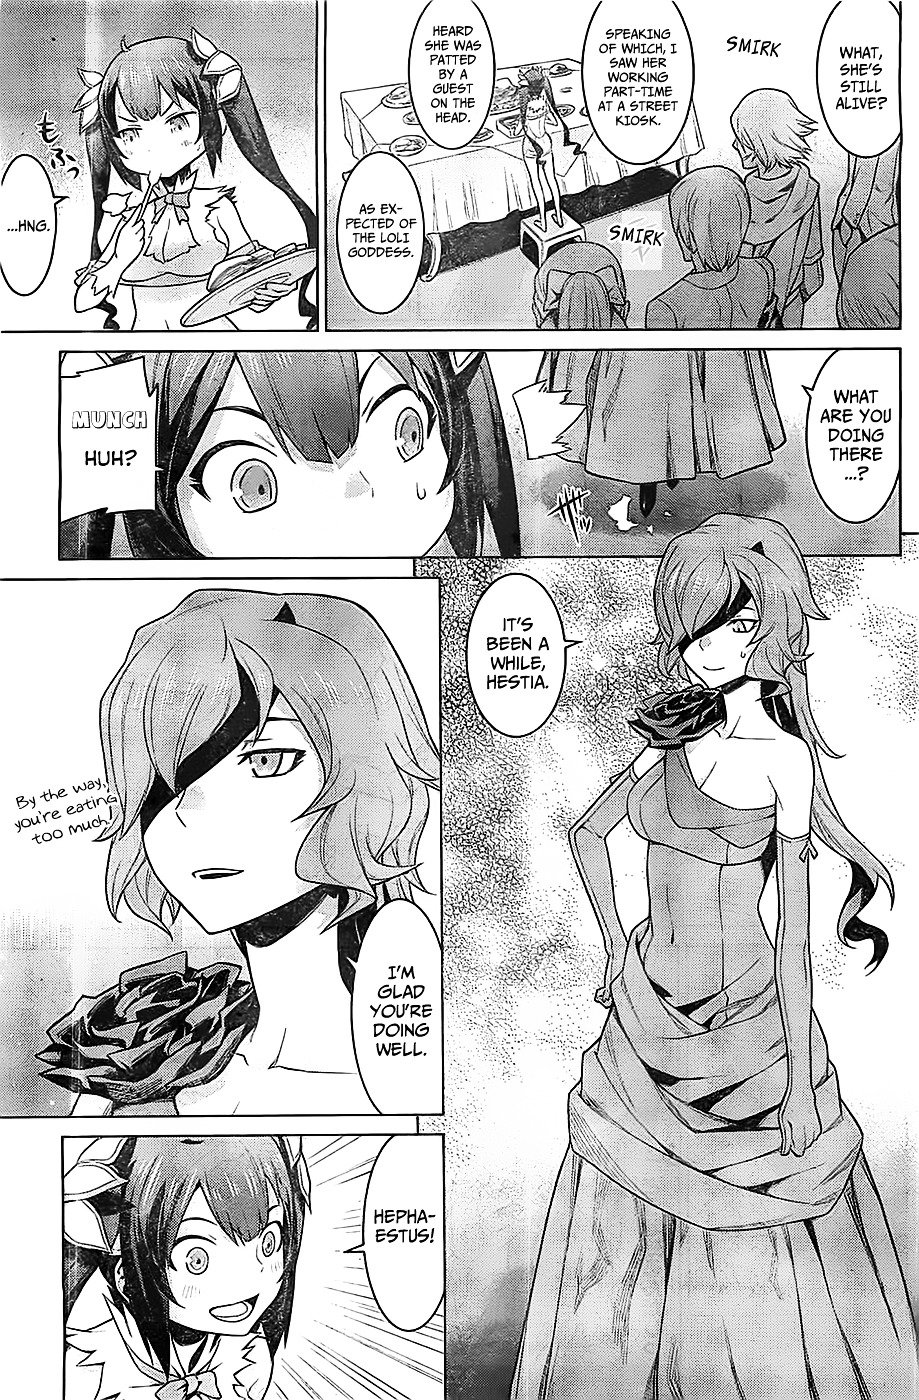 WHAT,
SHE'S
STILL
ALIVE?
SMIRK
SPEAKING
OF WHICH, I
SAW HER
WORKING
PART-TIME
AT A STREET
KIOSK.
HEARD
SHE WAS
PATTED
BY A
GUEST ON
THE HEAD.
SMIRK
AS EX-
PECTED OF
THE LOLI
GODDESS.
もふっ
...HNG.
WHAT
ARE YOU
DOING
THERE
...?
MUNCH
HUH?
IT'S
BEEN A
WHILE,
HESTIA.
By the way,
you're eating
too much!
I'M
GLAD
YOU'RE
DOING
WELL.
HEPHA-
ESTUS!